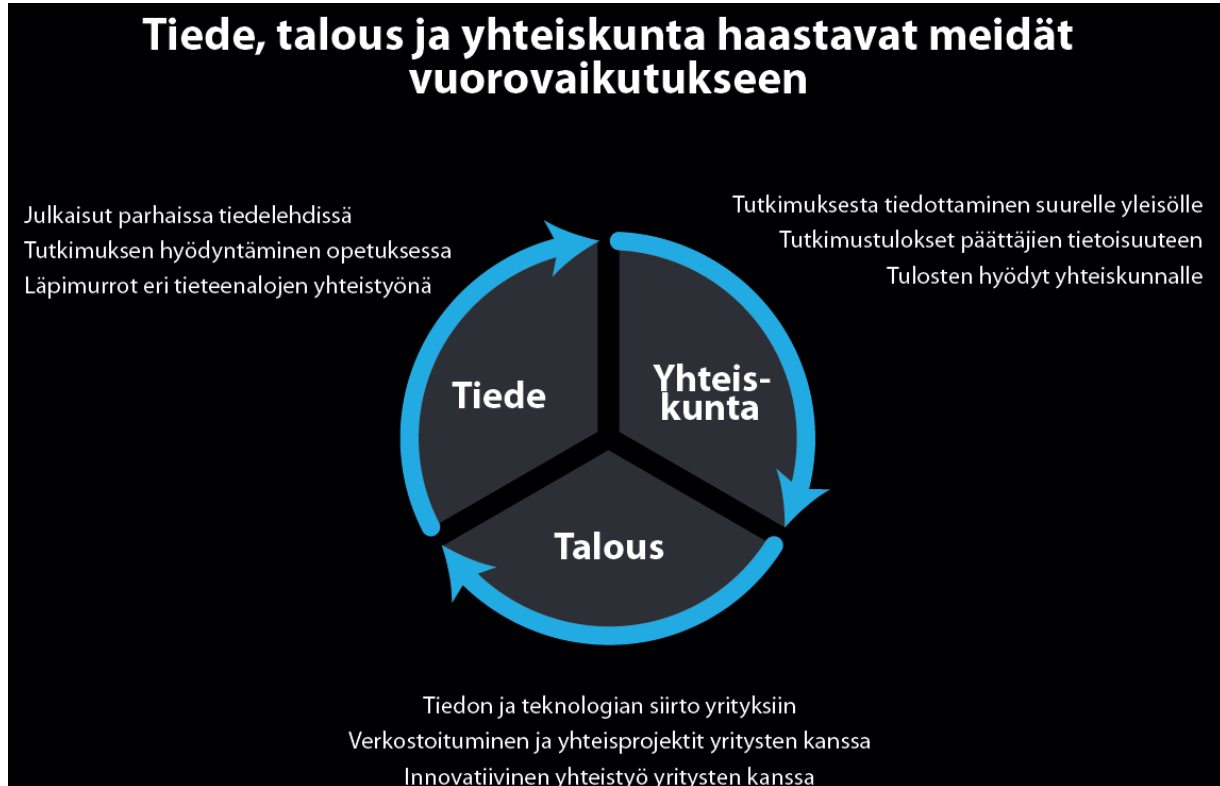 Tiede, talous ja yhteiskunta haastavat meidät
vuorovaikutukseen
Julkaisut parhaissa tiedelehdissä
Tutkimuksen hyödyntäminen opetuksessa
Läpimurrot eri tieteenalojen yhteistyönä
Tutkimuksesta tiedottaminen suurelle yleisölle
Tutkimustulokset päättäjien tietoisuuteen
Tulosten hyödyt yhteiskunnalle
Tiede
Yhteis-
kunta
Talous
Tiedon ja teknologian siirto yrityksiin
Verkostoituminen ja yhteisprojektit yritysten kanssa
Innovatiivinen yhteistyö yritysten kanssa